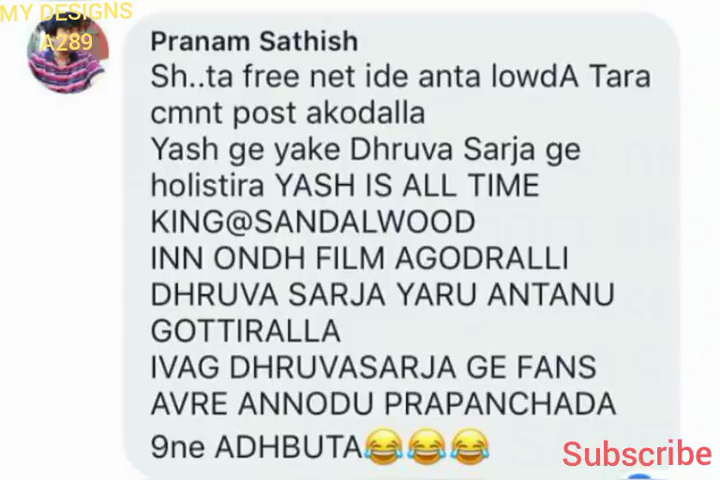 MY DESIGNS
A289
Pranam Sathish
Sh..ta free net ide anta lowdA Tara
cmnt post akodalla
Yash ge yake Dhruva Sarja ge
holistira YASH IS ALL TIME
KING@SANDALWOOD
INN ONDH FILM AGODRALLI
DHRUVA SARJA YARU ANTANU
GOTTIRALLA
IVAG DHRUVASARJA GE FANS
AVRE ANNODU PRAPANCHADA
9ne ADHBUTA😂😂😂
Subscribe